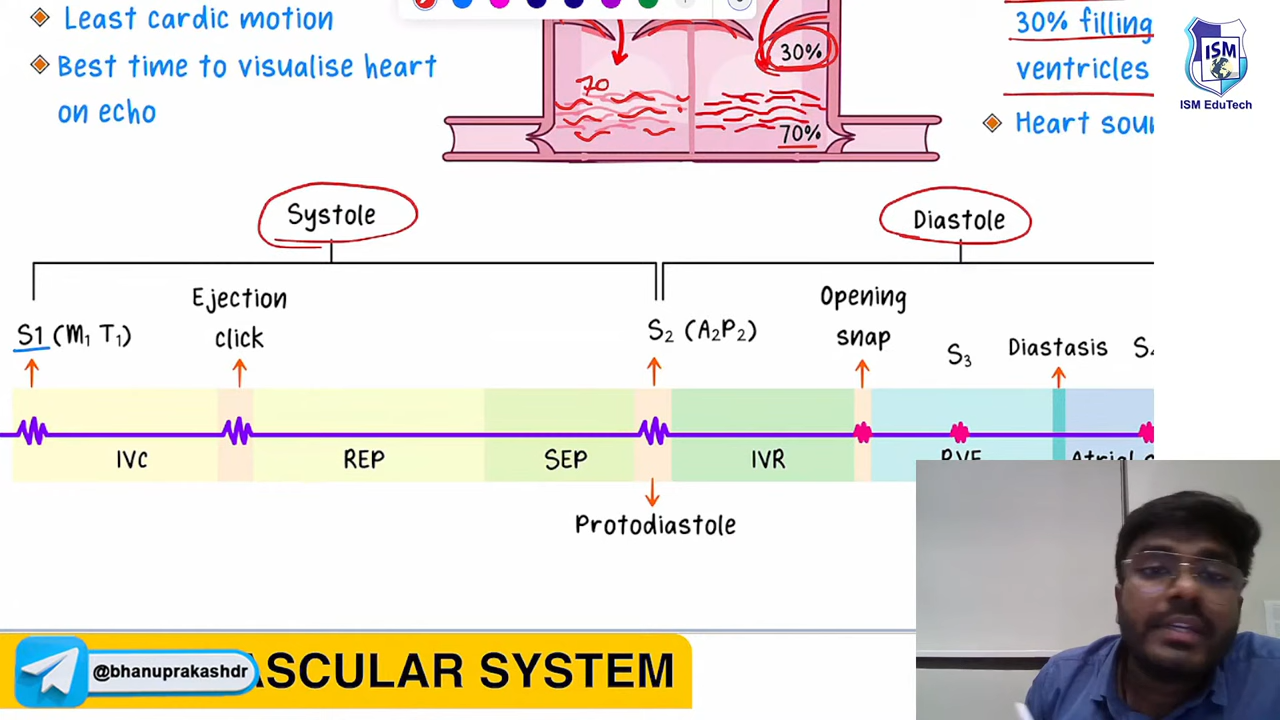 Least cardic motion
Best time to visualise heart
on echo
30%
70
70%
30% filling
ventricles
ISM
ISM EduTech
Systole
Diastole
Ejection
click
Opening
snap
S1 (M₁ T₁)
S₂ (A₂P₂)
S₃
Diastasis
IVC
REP
SEP
IVR
Protodiastole
ASCULAR SYSTEM
@bhanuprakashdr